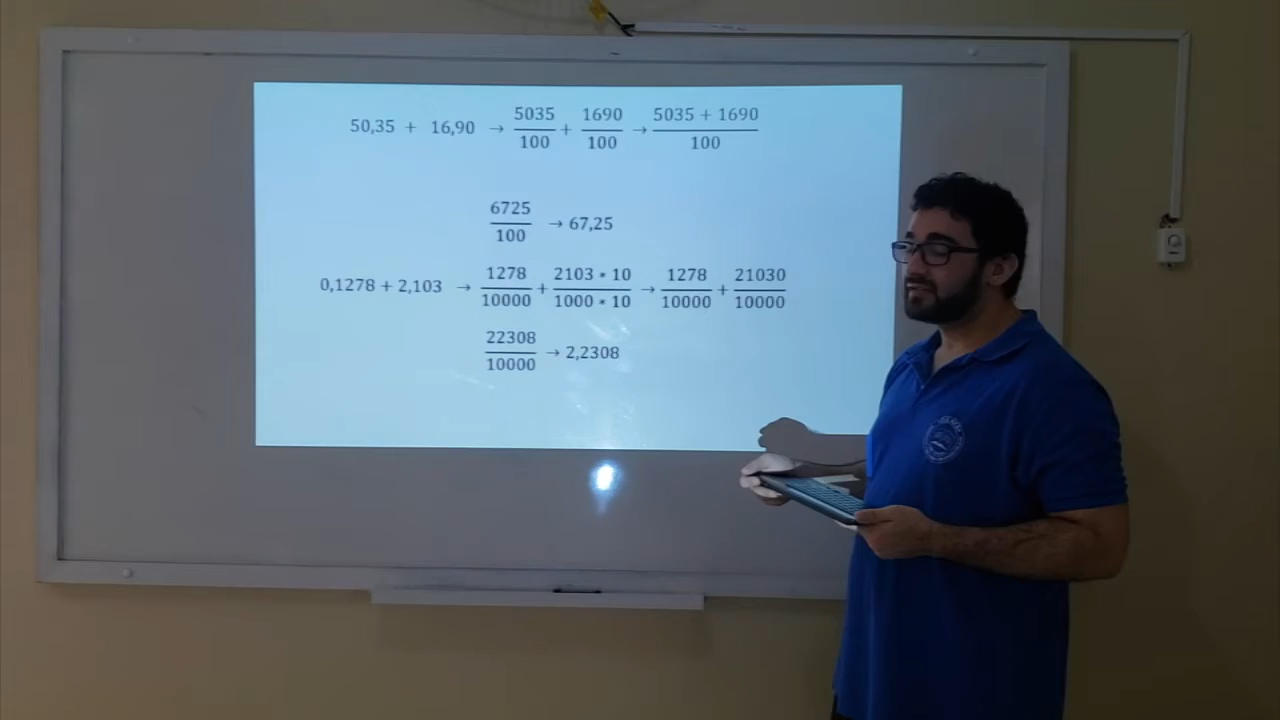 50,35 + 16,90 → 5035/100 + 1690/100 → 5035 + 1690/100
6725/100 → 67,25
0,1278 + 2,103 → 1278/10000 + 2103 * 10/1000 * 10 → 1278/10000 + 21030/10000
22308/10000 → 2,2308